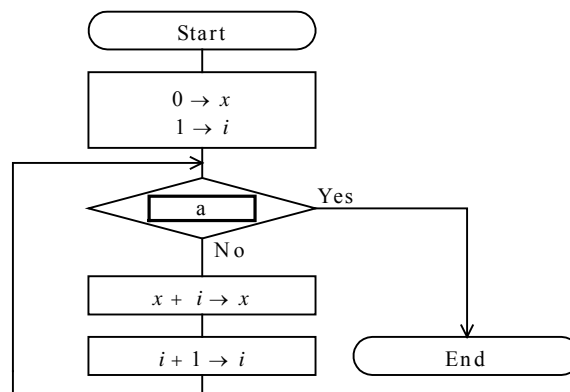 Start
0 → x
1 → i
a
Yes
No
x + i → x
i + 1 → i
End